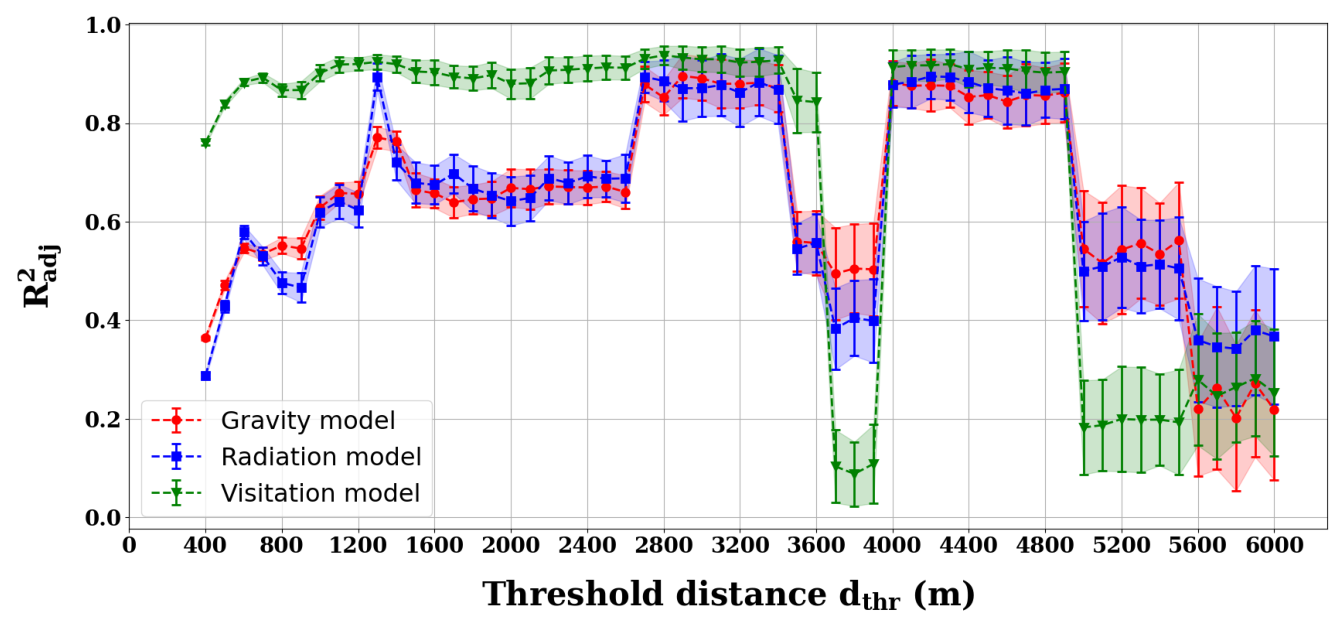 1.0
0.8
0.6
0.4
0.2
0.0
R²adj
Gravity model
Radiation model
Visitation model
0 400 800 1200 1600 2000 2400 2800 3200 3600 4000 4400 4800 5200 5600 6000
Threshold distance dthr (m)